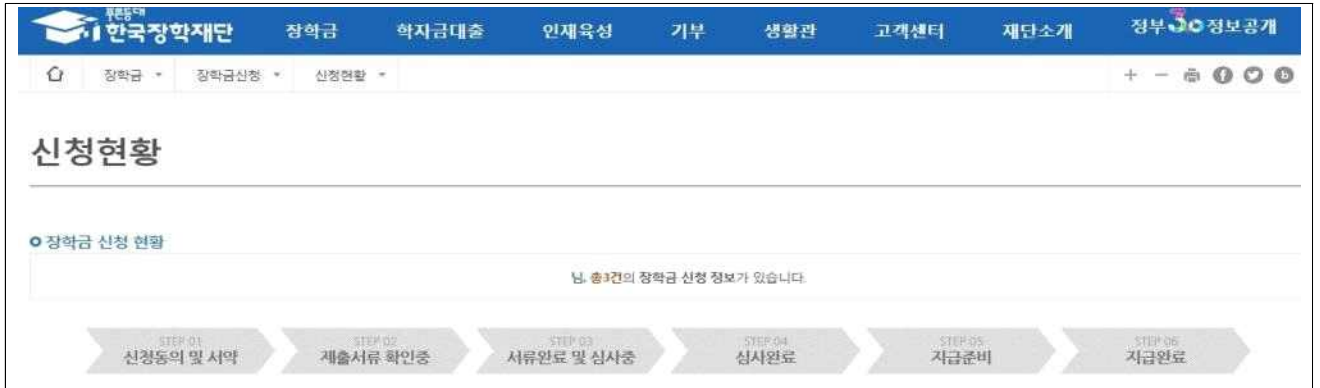 푸른등대
한국장학재단 장학금 학자금대출 인재육성 기부 생활관 고객센터 재단소개 정부3.0정보공개
장학금 장학금신청 신청현황
신청현황
장학금 신청 현황
님, 총3건의 장학금 신청 정보가 있습니다.
STEP 01 STEP 02 STEP 03 STEP 04 STEP 05 STEP 06
신청동의 및 서약 제출서류 확인중 서류완료 및 심사중 심사완료 지급준비 지급완료